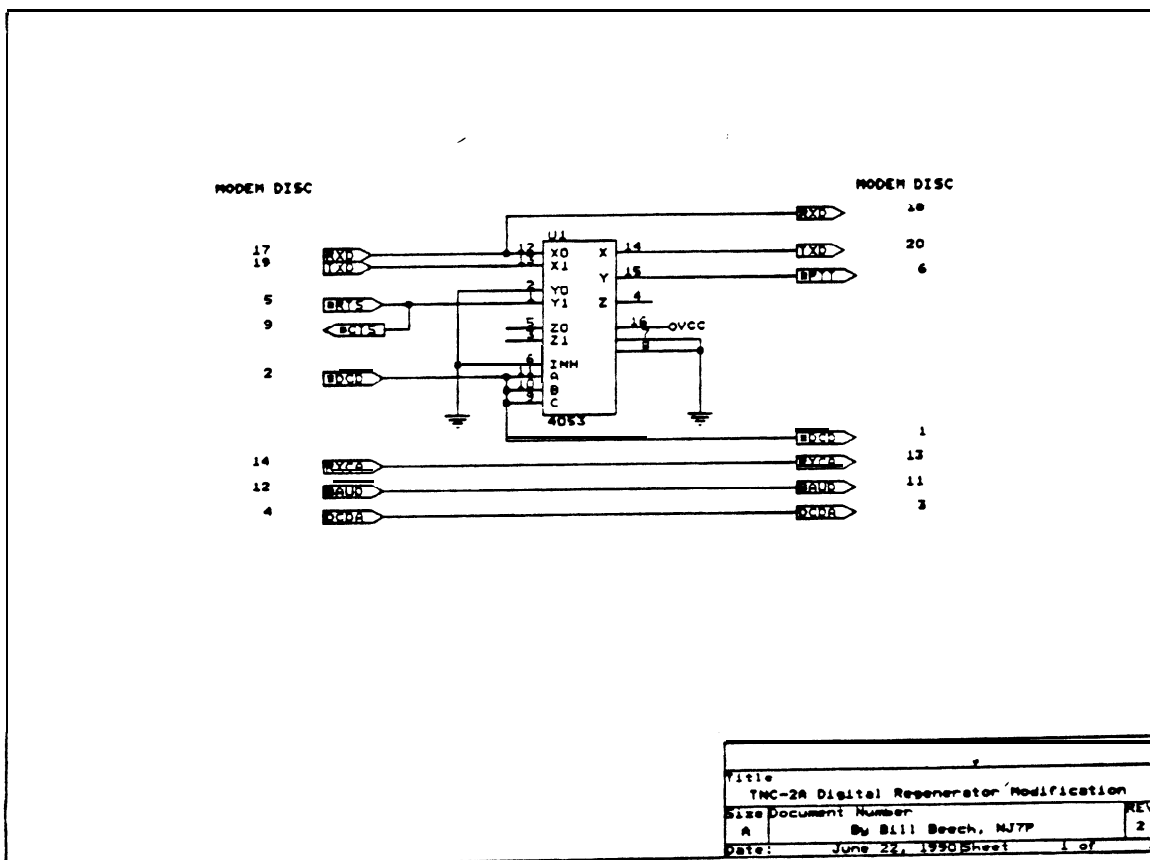 MODEM DISC
MODEM DISC
RXD 18
17 RXD
19 TXD
U1
12 X0 X 14 TXD 20
13 X1
Y 15 *PTT 6
2 Y0
5 *RTS 1 Y1 Z 4
9 *CTS
5 Z0 16 VCC
3 Z1 7
8
6 INH
2 *DCD 11 A
10 B
9 C
4053
*DCD 1
14 RXCA RXCA 13
12 *AUD *AUD 11
4 DCDA DCDA 3
Title
TNC-2A Digital Regenerator Modification
Size Document Number REV
A By Bill Beech, NJ7P 2
Date: June 22, 1990 Sheet 1 of